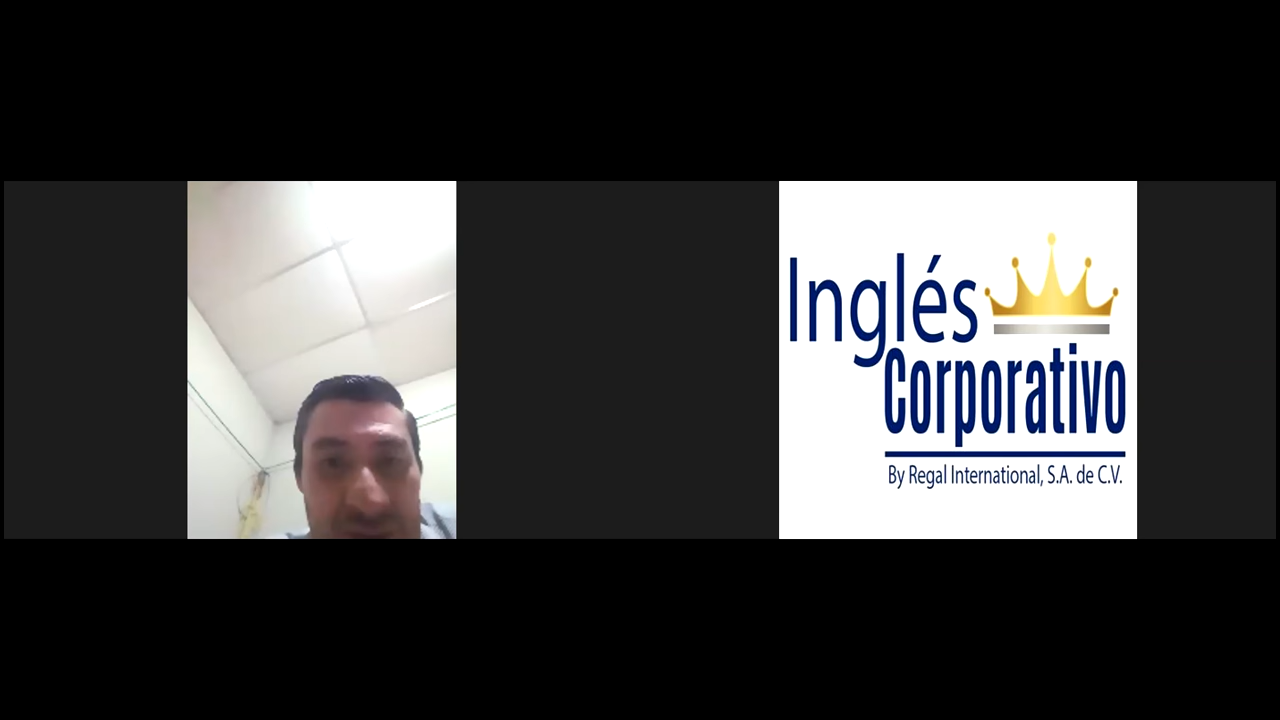 Inglés
Corporativo
By Regal International, S.A. de C.V.